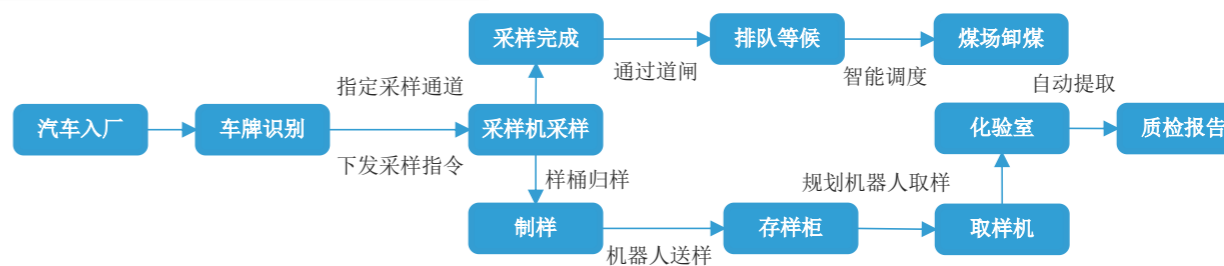 采样完成
排队等候
煤场卸煤
通过道闸
智能调度
指定采样通道
自动提取
汽车入厂
车牌识别
采样机采样
化验室
质检报告
下发采样指令
样桶归样
规划机器人取样
制样
存样柜
取样机
机器人送样